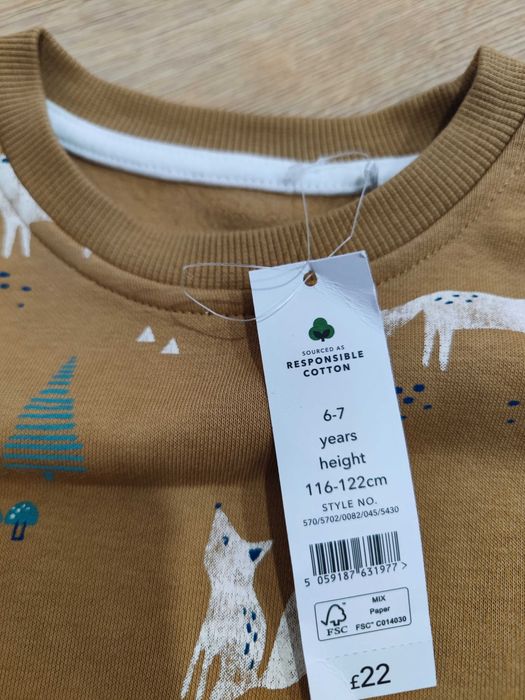 SOURCED AS
RESPONSIBLE
COTTON
6-7
years
height
116-122cm
STYLE NO.
570/5702/0082/045/5430
5 059187 631977 >
FSC
MIX
Paper
FSC™ C014030
£22